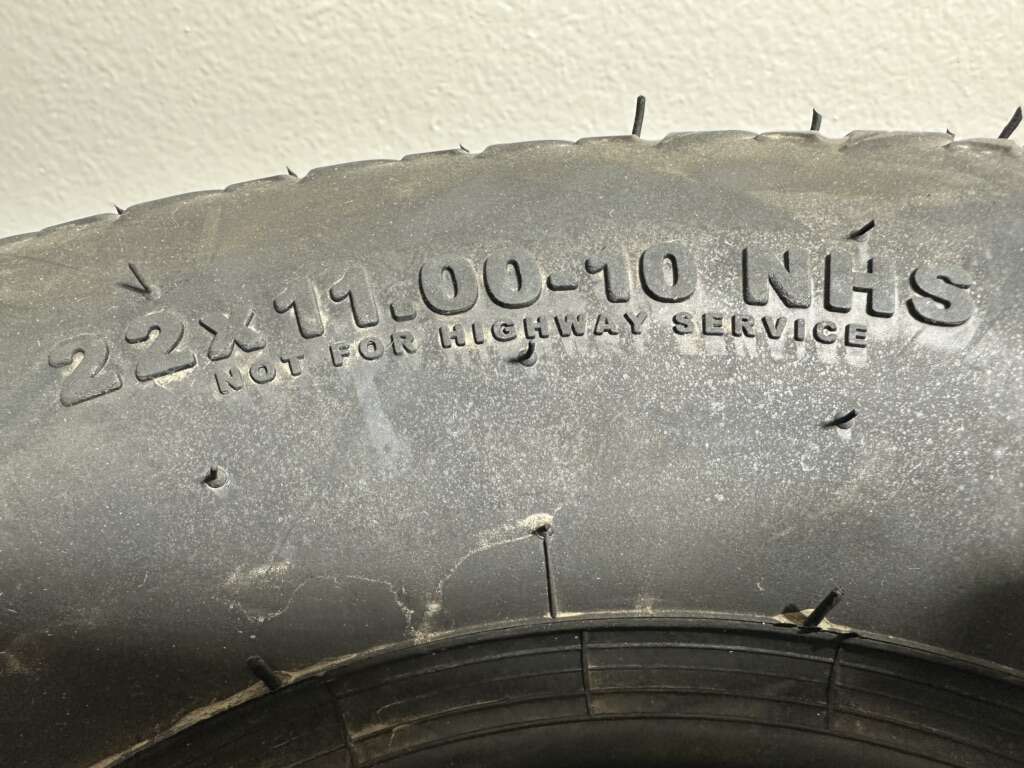 22x11.00-10 NHS
NOT FOR HIGHWAY SERVICE